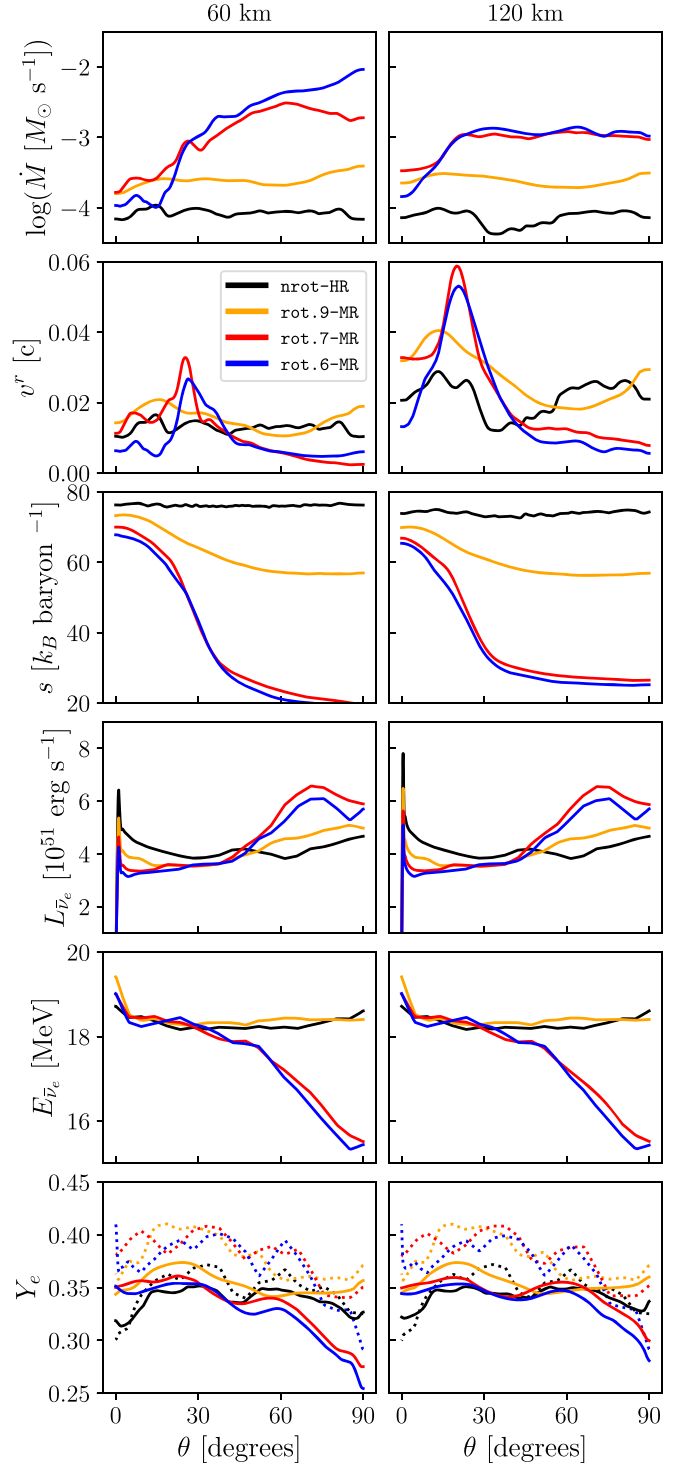 60 km 120 km
log(Ṁ [M⊙ s⁻¹])
−2
−3
−4
vʳ [c]
0.06
0.04
0.02
0.00
nrot-HR
rot.9-MR
rot.7-MR
rot.6-MR
s [k_B baryon ⁻¹]
80
60
40
20
L_ν̄ₑ [10⁵¹ erg s⁻¹]
8
6
4
2
E_ν̄ₑ [MeV]
20
18
16
Yₑ
0.45
0.40
0.35
0.30
0.25
0 30 60 90 0 30 60 90
θ [degrees] θ [degrees]